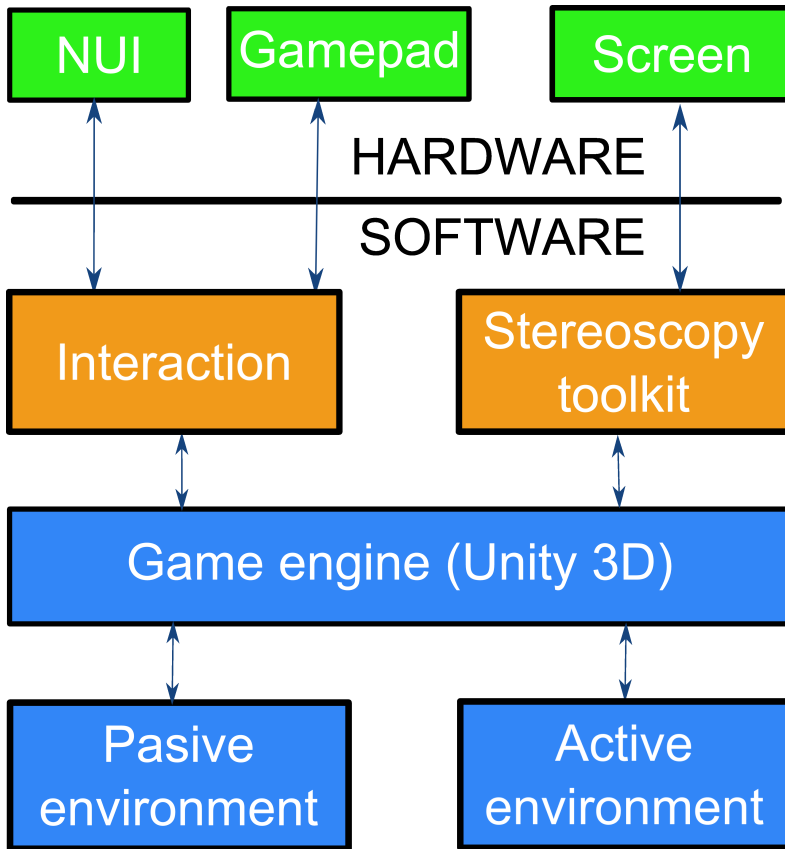 NUI
Gamepad
Screen
HARDWARE
SOFTWARE
Interaction
Stereoscopy
toolkit
Game engine (Unity 3D)
Pasive
environment
Active
environment